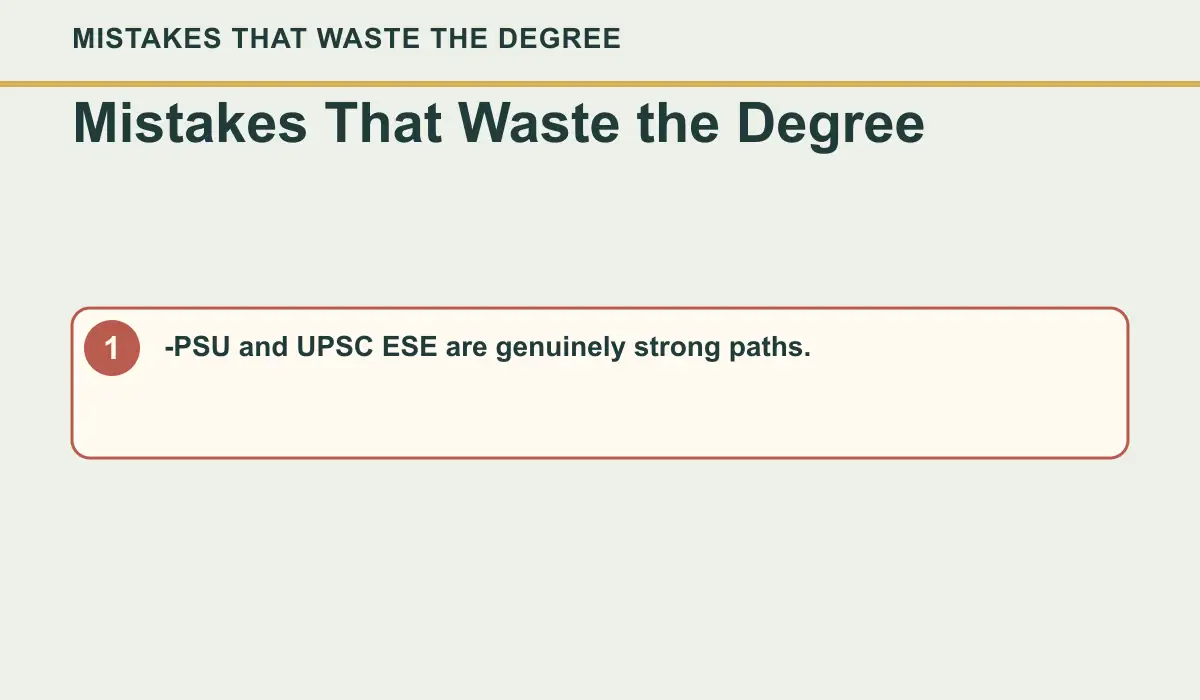 MISTAKES THAT WASTE THE DEGREE
Mistakes That Waste the Degree
1 -PSU and UPSC ESE are genuinely strong paths.